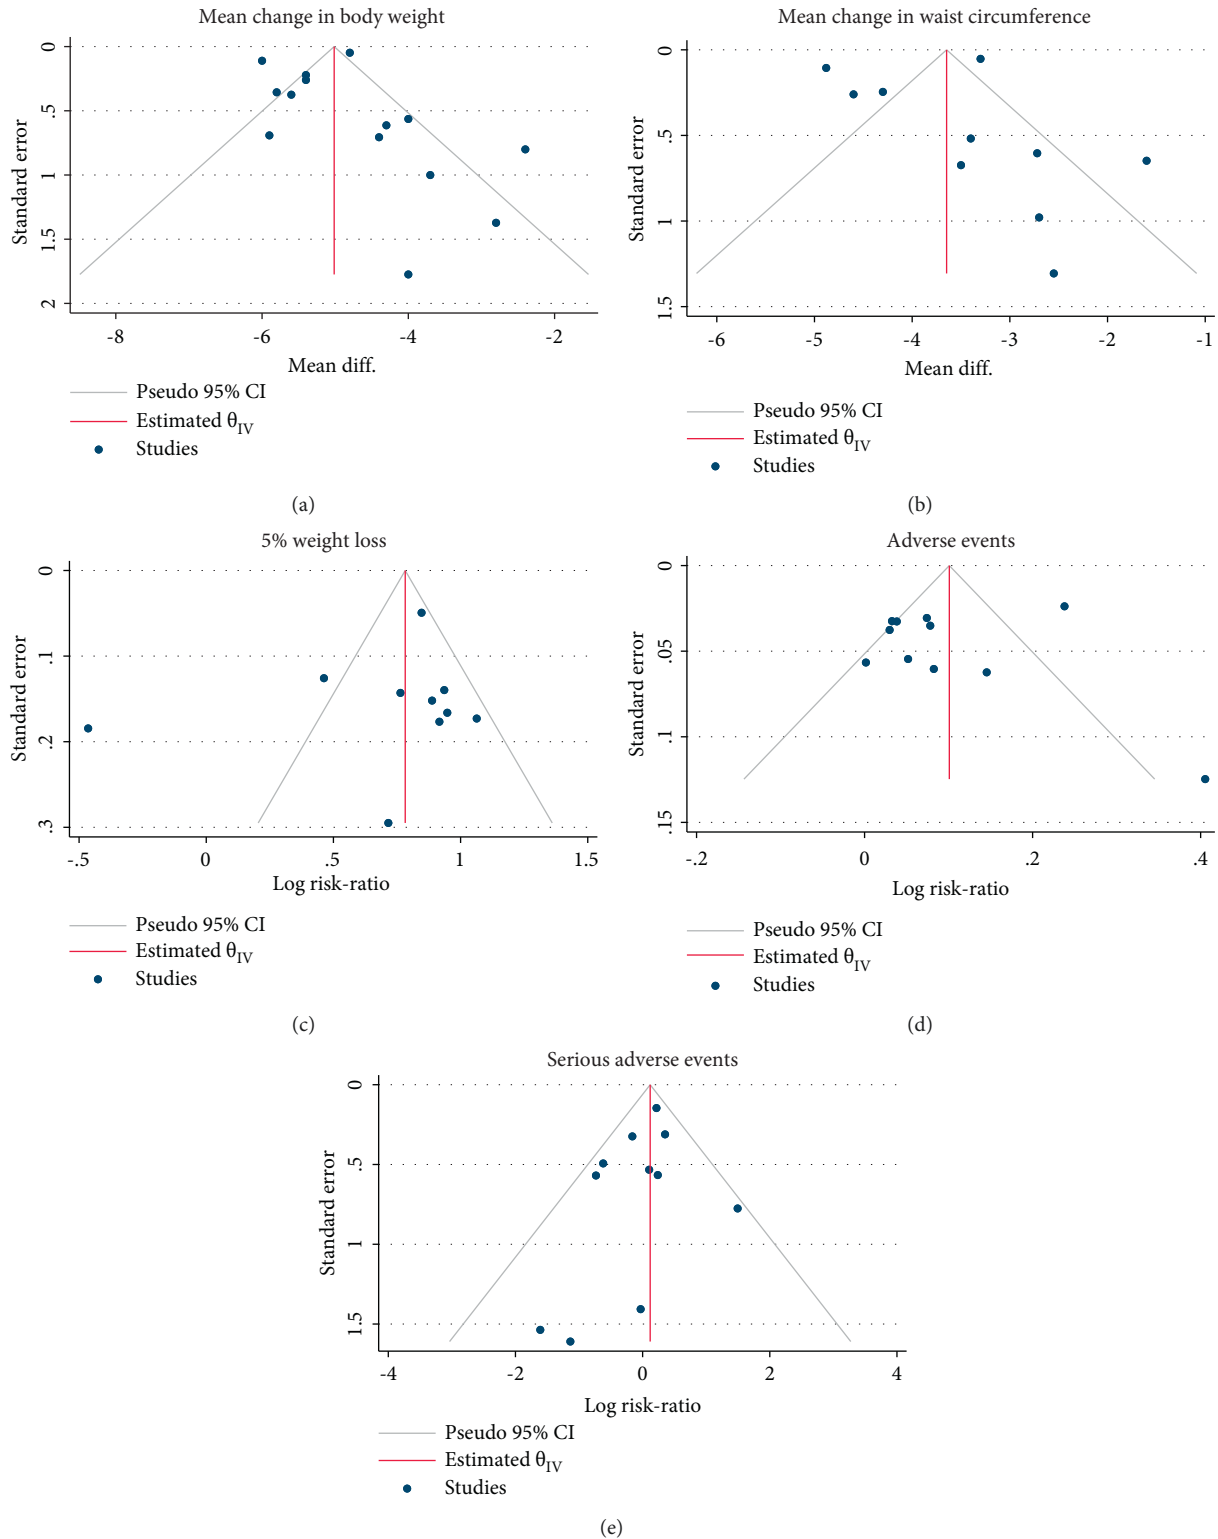 Mean change in body weight
0
.5
1
1.5
2
Standard error
-8
-6
-4
-2
Mean diff.
Pseudo 95% CI
Estimated θIV
Studies
(a)
Mean change in waist circumference
0
.5
1
1.5
Standard error
-6
-5
-4
-3
-2
-1
Mean diff.
Pseudo 95% CI
Estimated θIV
Studies
(b)
5% weight loss
0
.1
.2
.3
Standard error
-.5
0
.5
1
1.5
Log risk-ratio
Pseudo 95% CI
Estimated θIV
Studies
(c)
Adverse events
0
.05
.1
.15
Standard error
-.2
0
.2
.4
Log risk-ratio
Pseudo 95% CI
Estimated θIV
Studies
(d)
Serious adverse events
0
.5
1
1.5
Standard error
-4
-2
0
2
4
Log risk-ratio
Pseudo 95% CI
Estimated θIV
Studies
(e)